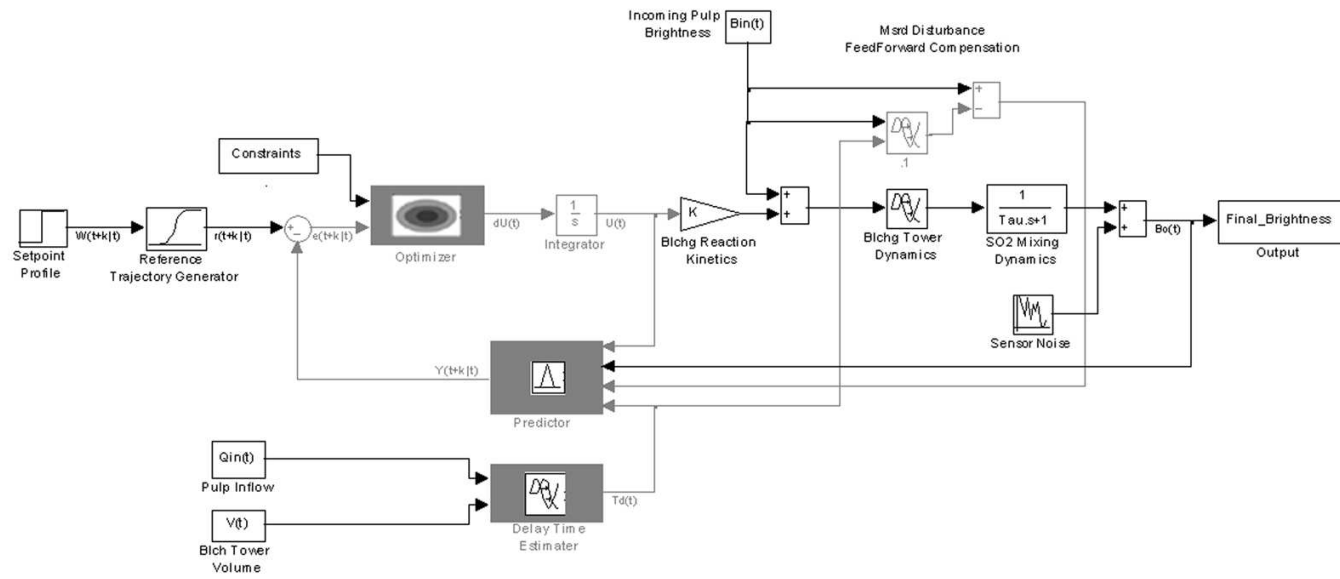 Incoming Pulp
Brightness
Bin(t)
Msrd Disturbance
FeedForward Compensation
+
−
.1
Constraints
Optimizer
dU(t)
1
s
Integrator
U(t)
K
Blchg Reaction
Kinetics
+
+
Blchg Tower
Dynamics
1
Tau.s+1
SO2 Mixing
Dynamics
+
+
Bo(t)
Final_Brightness
Output
Setpoint
Profile
W(t+k|t)
Reference
Trajectory Generator
r(t+k|t)
+
−
e(t+k|t)
Sensor Noise
Y(t+k|t)
Predictor
Qin(t)
Pulp Inflow
V(t)
Blch Tower
Volume
Td(t)
Delay Time
Estimater